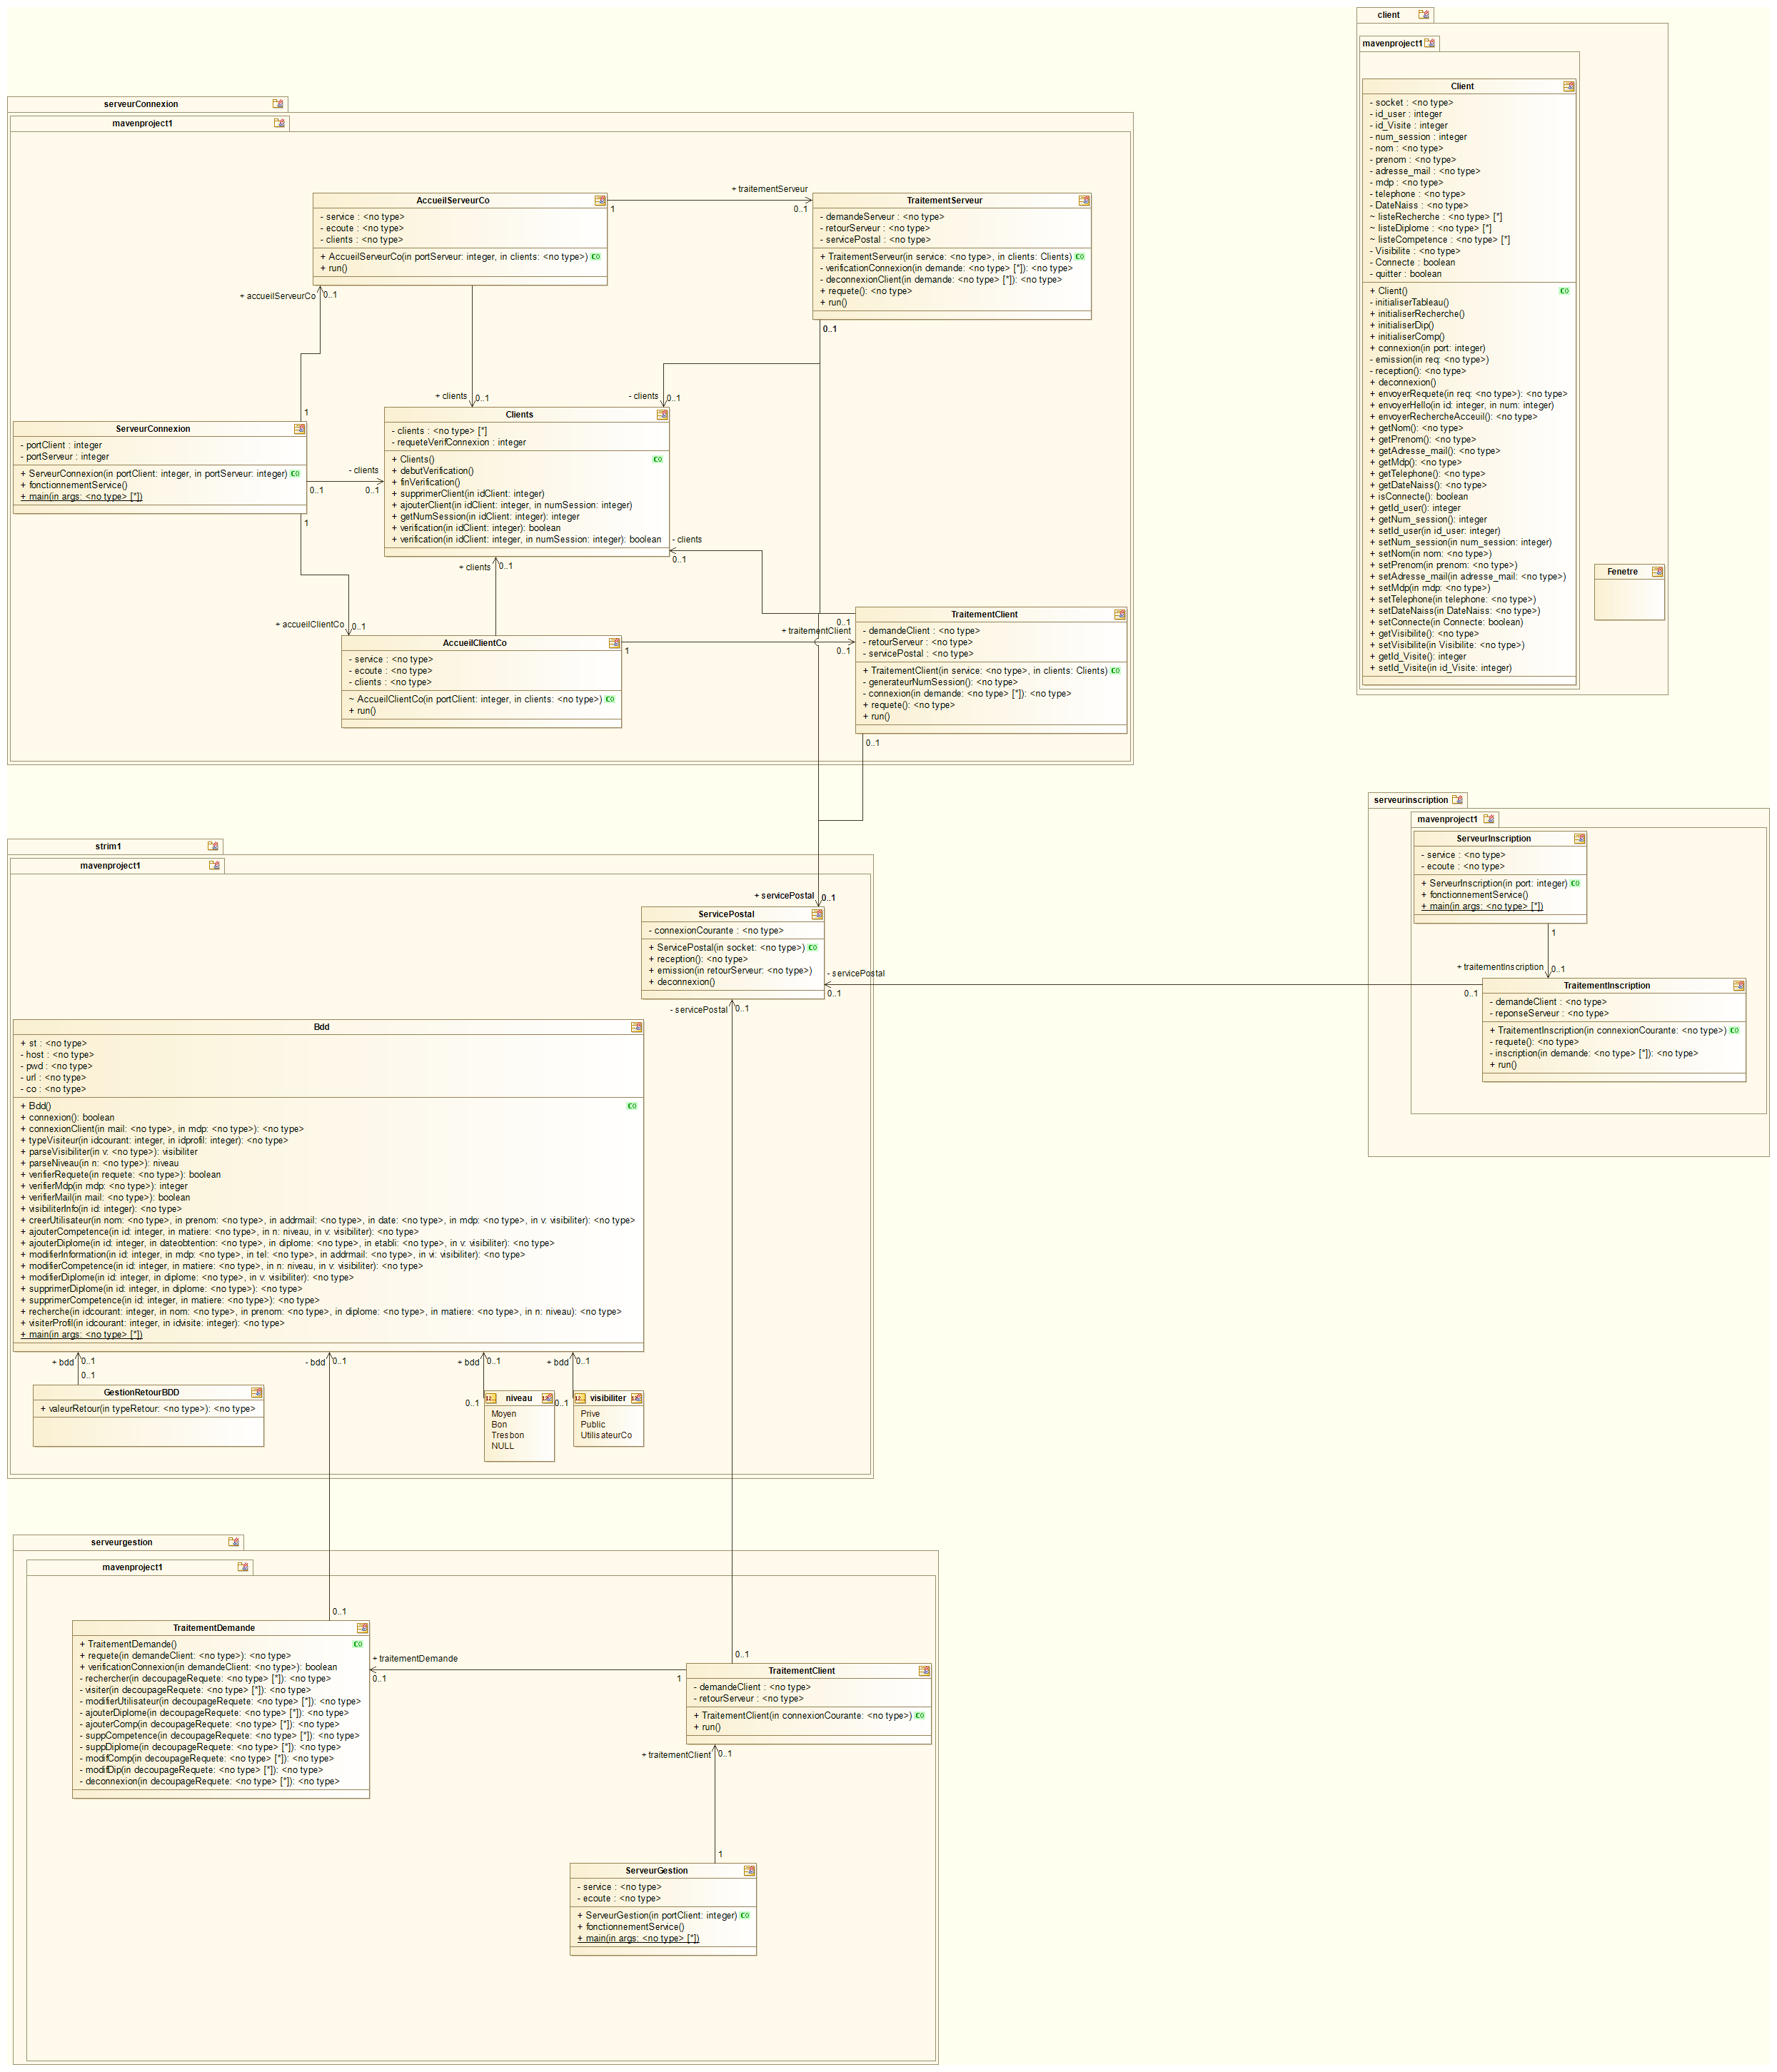 client
mavenproject1
Client
- socket : <no type>
- id_user : integer
- id_Visite : integer
- num_session : integer
- nom : <no type>
- prenom : <no type>
- adresse_mail : <no type>
- mdp : <no type>
- telephone : <no type>
- DateNaiss : <no type>
~ listeRecherche : <no type> [*]
~ listeDiplome : <no type> [*]
~ listeCompetence : <no type> [*]
- Visibilite : <no type>
- Connecte : boolean
- quitter : boolean
+ Client()
- initialiserTableau()
+ initialiserRecherche()
+ initialiserDip()
+ initialiserComp()
+ connexion(in port: integer)
- emission(in req: <no type>)
- reception(): <no type>
+ deconnexion()
+ envoyerRequete(in req: <no type>): <no type>
+ envoyerHello(in id: integer, in num: integer)
+ envoyerRechercheAcceuil(): <no type>
+ getNom(): <no type>
+ getPrenom(): <no type>
+ getAdresse_mail(): <no type>
+ getMdp(): <no type>
+ getTelephone(): <no type>
+ getDateNaiss(): <no type>
+ isConnecte(): boolean
+ getId_user(): integer
+ getNum_session(): integer
+ setId_user(in id_user: integer)
+ setNum_session(in num_session: integer)
+ setNom(in nom: <no type>)
+ setPrenom(in prenom: <no type>)
+ setAdresse_mail(in adresse_mail: <no type>)
+ setMdp(in mdp: <no type>)
+ setTelephone(in telephone: <no type>)
+ setDateNaiss(in DateNaiss: <no type>)
+ setConnecte(in Connecte: boolean)
+ getVisibilite(): <no type>
+ setVisibilite(in Visibilite: <no type>)
+ getId_Visite(): integer
+ setId_Visite(in id_Visite: integer)
Fenetre
serveurConnexion
mavenproject1
AccueilServeurCo
- service : <no type>
- ecoute : <no type>
- clients : <no type>
+ AccueilServeurCo(in portServeur: integer, in clients: <no type>)
+ run()
1
+ traitementServeur
0..1
TraitementServeur
- demandeServeur : <no type>
- retourServeur : <no type>
- servicePostal : <no type>
+ TraitementServeur(in service: <no type>, in clients: Clients)
- verificationConnexion(in demande: <no type> [*]): <no type>
- deconnexionClient(in demande: <no type> [*]): <no type>
+ requete(): <no type>
+ run()
0..1
+ accueilServeurCo
0..1
+ clients
0..1
- clients
0..1
1
ServeurConnexion
- portClient : integer
- portServeur : integer
+ ServeurConnexion(in portClient: integer, in portServeur: integer)
+ fonctionnementService()
+ main(in args: <no type> [*])
0..1
- clients
0..1
1
Clients
- clients : <no type> [*]
- requeteVerifConnexion : integer
+ Clients()
+ debutVerification()
+ finVerification()
+ supprimerClient(in idClient: integer)
+ ajouterClient(in idClient: integer, in numSession: integer)
+ getNumSession(in idClient: integer): integer
+ verification(in idClient: integer): boolean
+ verification(in idClient: integer, in numSession: integer): boolean
- clients
0..1
+ clients
0..1
+ accueilClientCo
0..1
AccueilClientCo
- service : <no type>
- ecoute : <no type>
- clients : <no type>
~ AccueilClientCo(in portClient: integer, in clients: <no type>)
+ run()
1
0..1
+ traitementClient
0..1
TraitementClient
- demandeClient : <no type>
- retourServeur : <no type>
- servicePostal : <no type>
+ TraitementClient(in service: <no type>, in clients: Clients)
- generateurNumSession(): <no type>
- connexion(in demande: <no type> [*]): <no type>
+ requete(): <no type>
+ run()
0..1
serveurinscription
mavenproject1
ServeurInscription
- service : <no type>
- ecoute : <no type>
+ ServeurInscription(in port: integer)
+ fonctionnementService()
+ main(in args: <no type> [*])
1
+ traitementInscription
0..1
TraitementInscription
- demandeClient : <no type>
- reponseServeur : <no type>
+ TraitementInscription(in connexionCourante: <no type>)
- requete(): <no type>
- inscription(in demande: <no type> [*]): <no type>
+ run()
0..1
strim1
mavenproject1
+ servicePostal
0..1
ServicePostal
- connexionCourante : <no type>
+ ServicePostal(in socket: <no type>)
+ reception(): <no type>
+ emission(in retourServeur: <no type>)
+ deconnexion()
- servicePostal
0..1
- servicePostal
0..1
Bdd
+ st : <no type>
- host : <no type>
- pwd : <no type>
- url : <no type>
- co : <no type>
+ Bdd()
+ connexion(): boolean
+ connexionClient(in mail: <no type>, in mdp: <no type>): <no type>
+ typeVisiteur(in idcourant: integer, in idprofil: integer): <no type>
+ parseVisibiliter(in v: <no type>): visibiliter
+ parseNiveau(in n: <no type>): niveau
+ verifierRequete(in requete: <no type>): boolean
+ verifierMdp(in mdp: <no type>): integer
+ verifierMail(in mail: <no type>): boolean
+ visibiliterInfo(in id: integer): <no type>
+ creerUtilisateur(in nom: <no type>, in prenom: <no type>, in addrmail: <no type>, in date: <no type>, in mdp: <no type>, in v: visibiliter): <no type>
+ ajouterCompetence(in id: integer, in matiere: <no type>, in n: niveau, in v: visibiliter): <no type>
+ ajouterDiplome(in id: integer, in dateobtention: <no type>, in diplome: <no type>, in etabli: <no type>, in v: visibiliter): <no type>
+ modifierInformation(in id: integer, in mdp: <no type>, in tel: <no type>, in addrmail: <no type>, in vi: visibiliter): <no type>
+ modifierCompetence(in id: integer, in matiere: <no type>, in n: niveau, in v: visibiliter): <no type>
+ modifierDiplome(in id: integer, in diplome: <no type>, in v: visibiliter): <no type>
+ supprimerDiplome(in id: integer, in diplome: <no type>): <no type>
+ supprimerCompetence(in id: integer, in matiere: <no type>): <no type>
+ recherche(in idcourant: integer, in nom: <no type>, in prenom: <no type>, in diplome: <no type>, in matiere: <no type>, in n: niveau): <no type>
+ visiterProfil(in idcourant: integer, in idvisite: integer): <no type>
+ main(in args: <no type> [*])
+ bdd
0..1
- bdd
0..1
+ bdd
0..1
+ bdd
0..1
0..1
GestionRetourBDD
+ valeurRetour(in typeRetour: <no type>): <no type>
0..1
niveau
Moyen
Bon
Tresbon
NULL
0..1
visibiliter
Prive
Public
UtilisateurCo
serveurgestion
mavenproject1
0..1
TraitementDemande
+ TraitementDemande()
+ requete(in demandeClient: <no type>): <no type>
+ verificationConnexion(in demandeClient: <no type>): boolean
- rechercher(in decoupageRequete: <no type> [*]): <no type>
- visiter(in decoupageRequete: <no type> [*]): <no type>
- modifierUtilisateur(in decoupageRequete: <no type> [*]): <no type>
- ajouterDiplome(in decoupageRequete: <no type> [*]): <no type>
- ajouterComp(in decoupageRequete: <no type> [*]): <no type>
- suppCompetence(in decoupageRequete: <no type> [*]): <no type>
- suppDiplome(in decoupageRequete: <no type> [*]): <no type>
- modifComp(in decoupageRequete: <no type> [*]): <no type>
- modifDip(in decoupageRequete: <no type> [*]): <no type>
- deconnexion(in decoupageRequete: <no type> [*]): <no type>
+ traitementDemande
0..1
1
0..1
TraitementClient
- demandeClient : <no type>
- retourServeur : <no type>
+ TraitementClient(in connexionCourante: <no type>)
+ run()
+ traitementClient
0..1
1
ServeurGestion
- service : <no type>
- ecoute : <no type>
+ ServeurGestion(in portClient: integer)
+ fonctionnementService()
+ main(in args: <no type> [*])